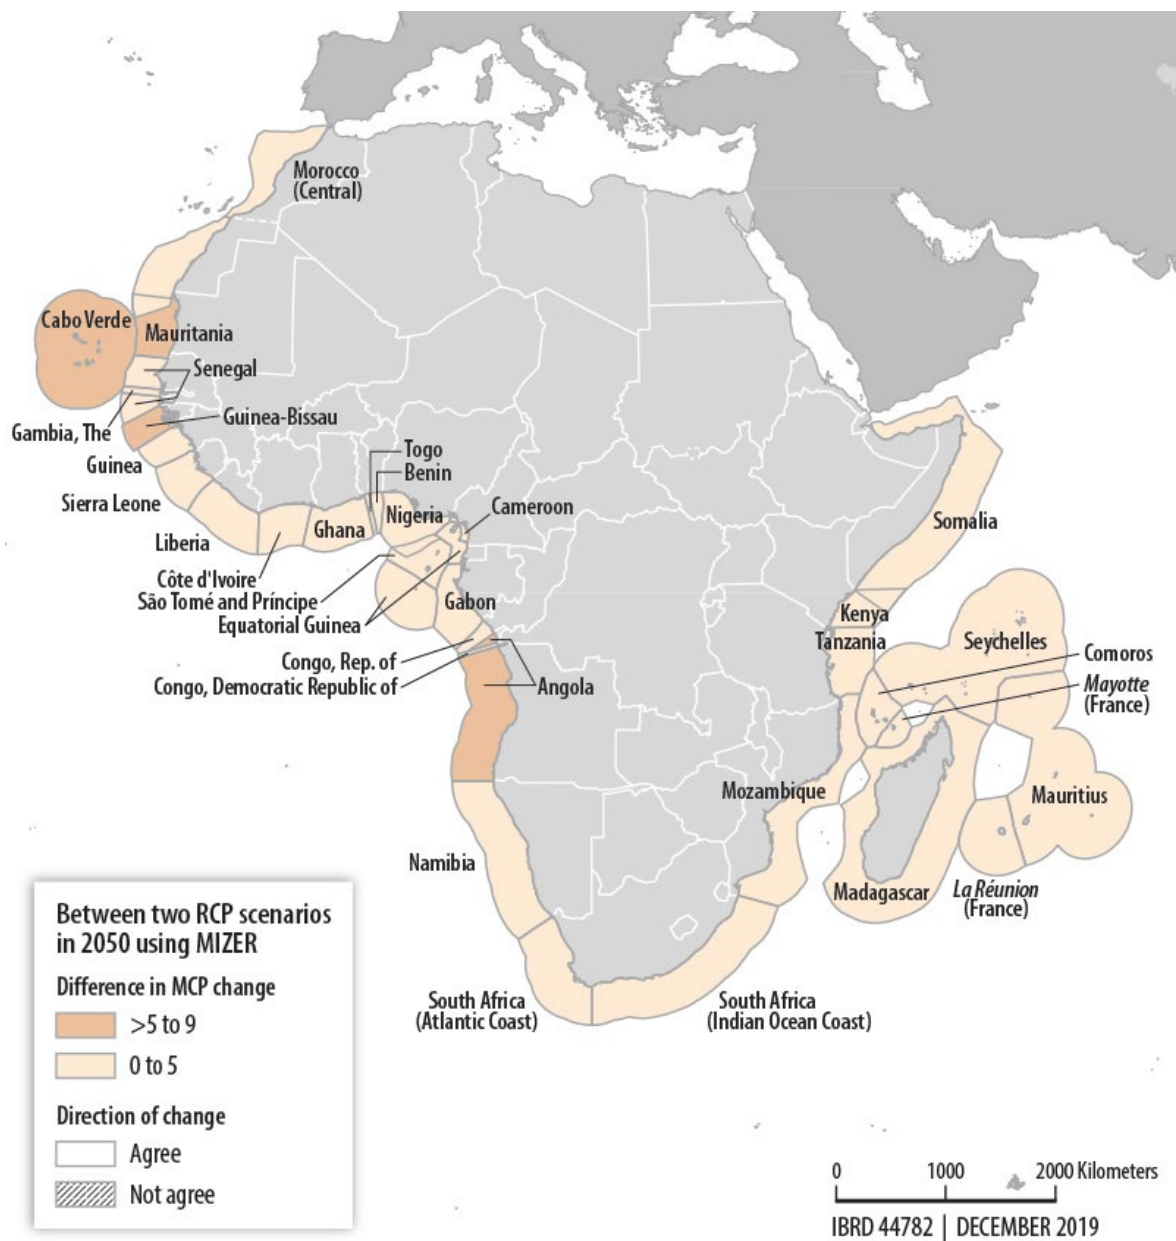 Morocco
(Central)
Cabo Verde
Mauritania
Senegal
Gambia, The
Guinea-Bissau
Guinea
Sierra Leone
Liberia
Côte d'Ivoire
Ghana
Togo
Benin
Nigeria
Cameroon
São Tomé and Príncipe
Equatorial Guinea
Gabon
Congo, Rep. of
Congo, Democratic Republic of
Angola
Namibia
South Africa
(Atlantic Coast)
South Africa
(Indian Ocean Coast)
Mozambique
Madagascar
La Réunion
(France)
Mauritius
Mayotte
(France)
Comoros
Seychelles
Tanzania
Kenya
Somalia
Between two RCP scenarios
in 2050 using MIZER
Difference in MCP change
>5 to 9
0 to 5
Direction of change
Agree
Not agree
0 1000 2000 Kilometers
IBRD 44782 | DECEMBER 2019